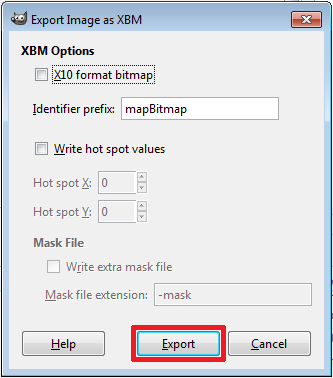 Export Image as XBM
XBM Options
X10 format bitmap
Identifier prefix: mapBitmap
Write hot spot values
Hot spot X: 0
Hot spot Y: 0
Mask File
Write extra mask file
Mask file extension: -mask
Help Export Cancel